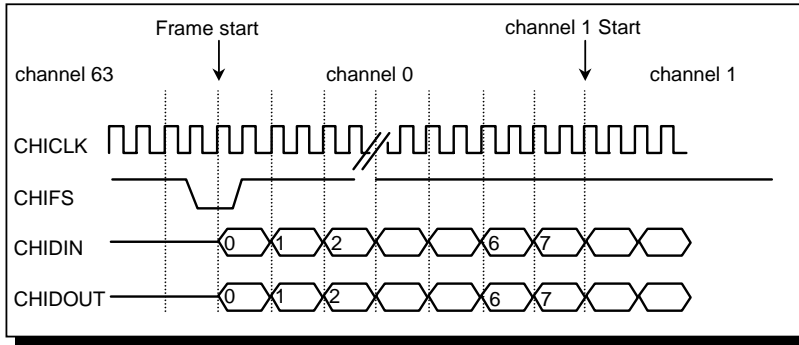 Frame start
channel 1 Start
channel 63
channel 0
channel 1
CHICLK
CHIFS
CHIDIN
0 1 2 6 7
CHIDOUT
0 1 2 6 7